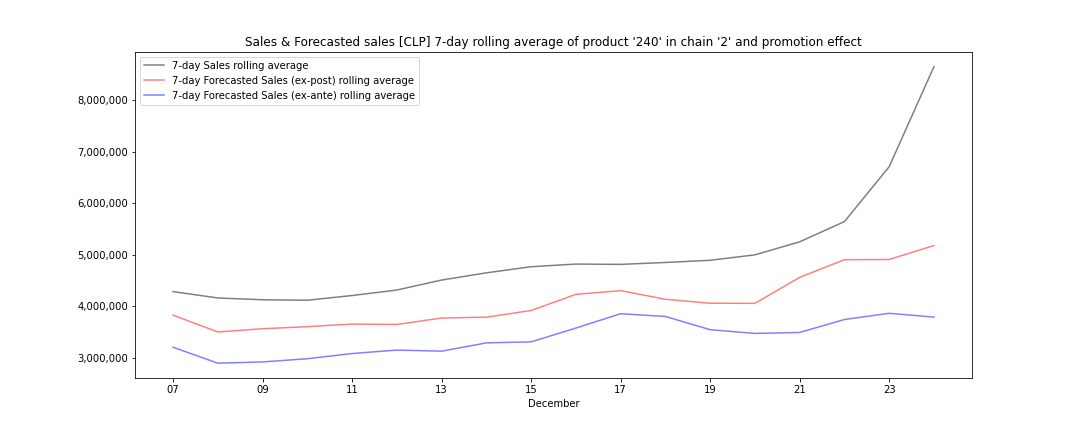 Sales & Forecasted sales [CLP] 7-day rolling average of product '240' in chain '2' and promotion effect
7-day Sales rolling average
7-day Forecasted Sales (ex-post) rolling average
7-day Forecasted Sales (ex-ante) rolling average
8,000,000
7,000,000
6,000,000
5,000,000
4,000,000
3,000,000
07 09 11 13 15 17 19 21 23
December